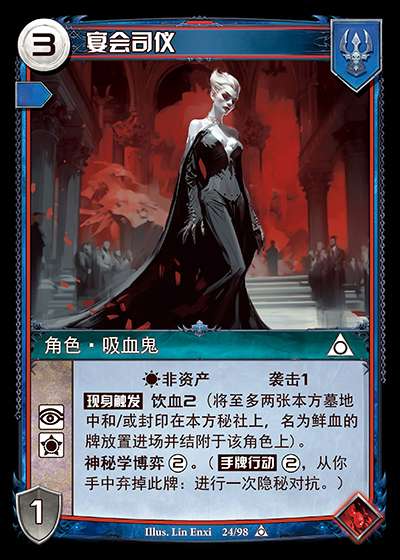 3 宴会司仪
角色·吸血鬼
非资产 袭击1
现身触发 饮血2（将至多两张本方墓地
中和/或封印在本方秘社上，名为鲜血的
牌放置进场并结附于该角色上）。
神秘学博弈②。（手牌行动 ②，从你
手中弃掉此牌：进行一次隐秘对抗。）
1
Illus. Lin Enxi 24/98